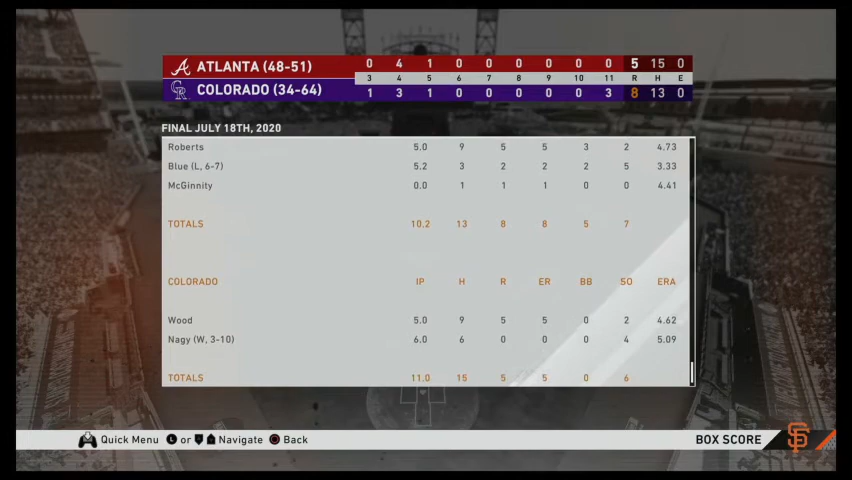 A ATLANTA (48-51) 0 4 1 0 0 0 0 0 0 5 15 0
3 4 5 6 7 8 9 10 11 R H E
CR COLORADO (34-64) 1 3 1 0 0 0 0 0 3 8 13 0
FINAL JULY 18TH, 2020
Roberts 5.0 9 5 5 3 2 4.73
Blue (L, 6-7) 5.2 3 2 2 2 5 3.33
McGinnity 0.0 1 1 1 0 0 4.41
TOTALS 10.2 13 8 8 5 7
COLORADO IP H R ER BB SO ERA
Wood 5.0 9 5 5 0 2 4.62
Nagy (W, 3-10) 6.0 6 0 0 0 4 5.09
TOTALS 11.0 15 5 5 0 6
Quick Menu L or Navigate Back
BOX SCORE SF